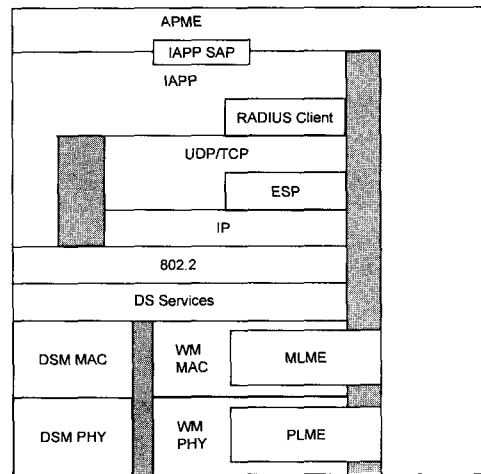 APME
IAPP SAP
IAPP
RADIUS Client
UDP/TCP
ESP
IP
802.2
DS Services
DSM MAC
WM
MAC
MLME
DSM PHY
WM
PHY
PLME